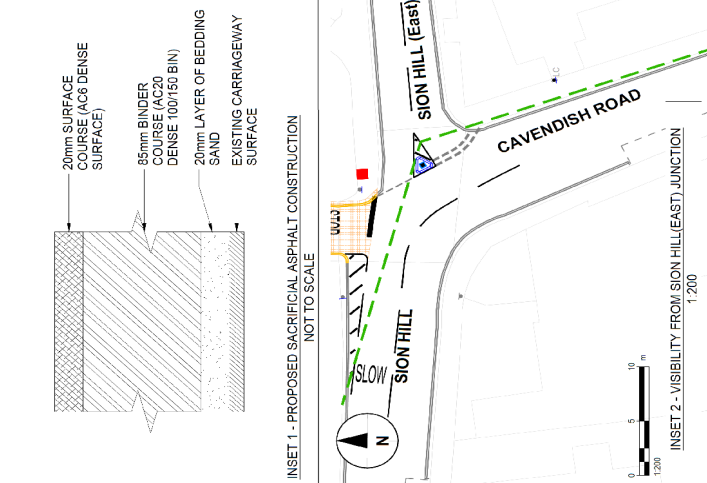 20mm SURFACE
COURSE (AC6 DENSE
SURFACE)
85mm BINDER
COURSE (AC20
DENSE 100/150 BIN)
20mm LAYER OF BEDDING
SAND
EXISTING CARRIAGEWAY
SURFACE
INSET 1 - PROPOSED SACRIFICIAL ASPHALT CONSTRUCTION
NOT TO SCALE
SION HILL (East)
CAVENDISH ROAD
LC
STOP
SLOW
SION HILL
N
0
5
10
m
1:200
INSET 2 - VISIBILITY FROM SION HILL(EAST) JUNCTION
1:200